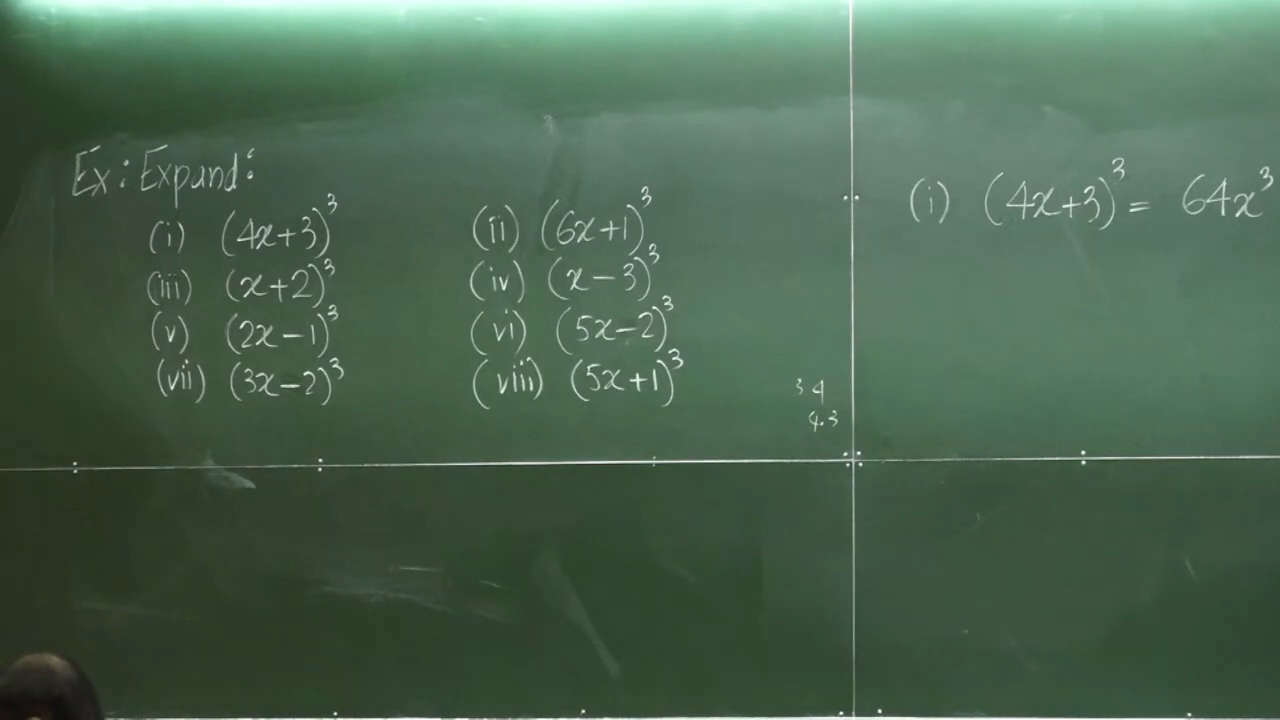 Ex: Expand:
(i) (4x+3)³ (ii) (6x+1)³
(iii) (x+2)³ (iv) (x-3)³
(v) (2x-1)³ (vi) (5x-2)³
(vii) (3x-2)³ (viii) (5x+1)³
3 4
4.3
(i) (4x+3)³ = 64x³